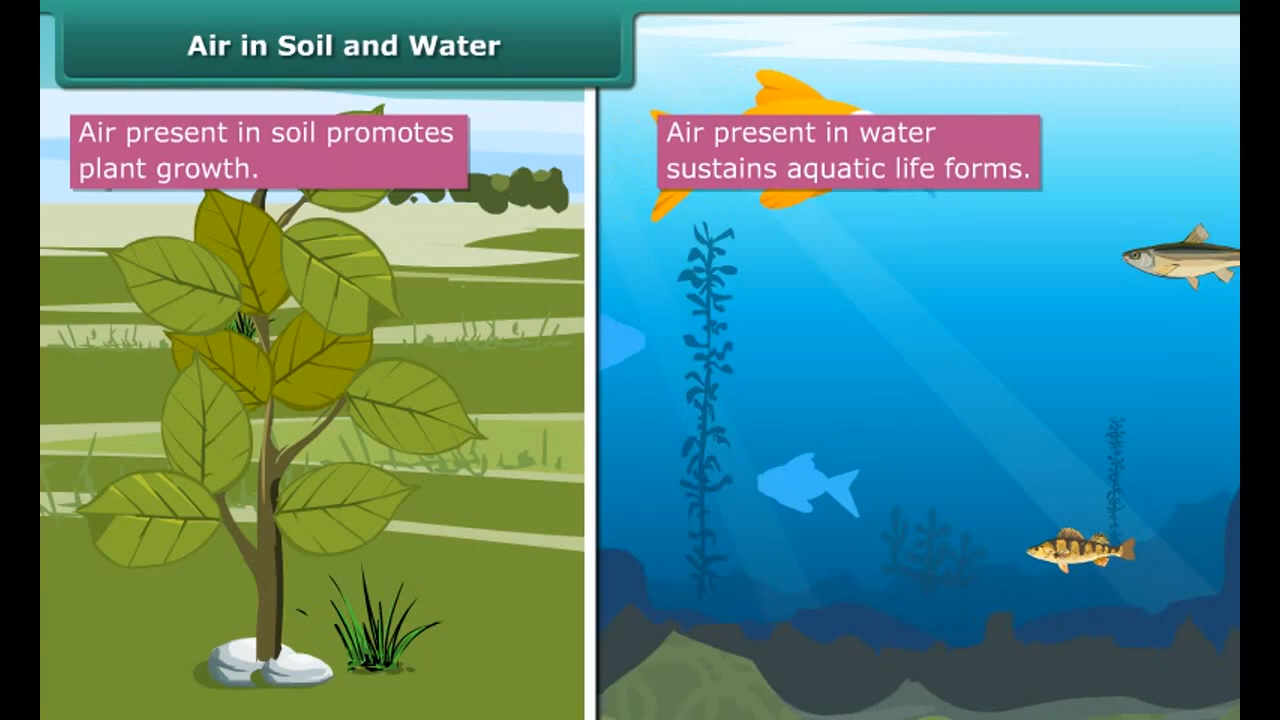 Air in Soil and Water
Air present in soil promotes
plant growth.
Air present in water
sustains aquatic life forms.